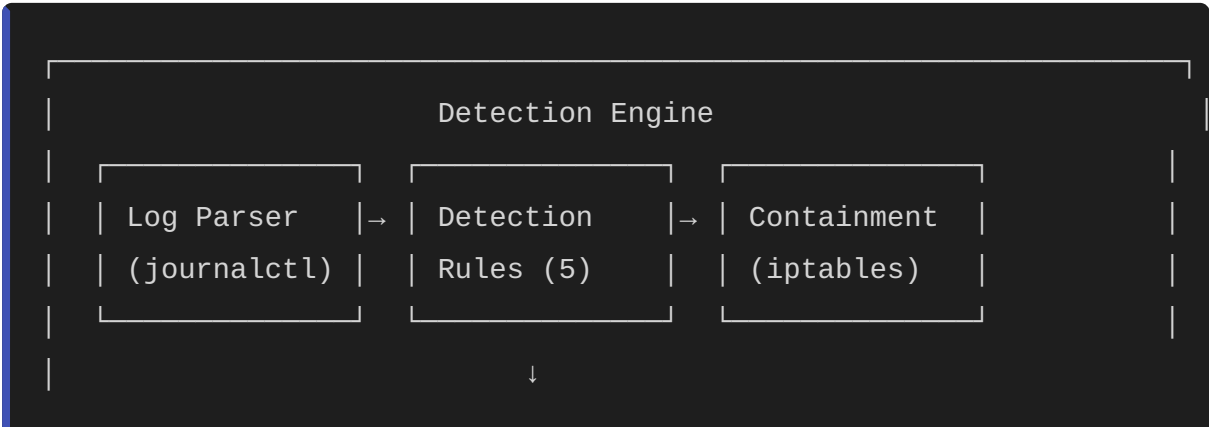 ┌─────────────────────────────────────────────────────────────────┐
│                      Detection Engine                            │
│  ┌──────────────┐  ┌──────────────┐  ┌──────────────┐          │
│  │ Log Parser   │→ │ Detection    │→ │ Containment  │          │
│  │ (journalctl) │  │ Rules (5)    │  │ (iptables)   │          │
│  └──────────────┘  └──────────────┘  └──────────────┘          │
│                           ↓